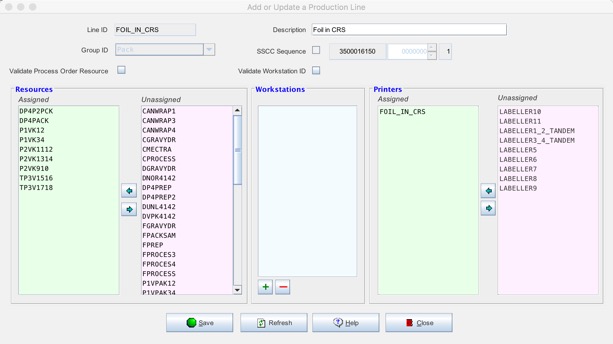 Add or Update a Production Line
Line ID FOIL_IN_CRS Description Foil in CRS
Group ID Pack SSCC Sequence 3500016150 1
Validate Process Order Resource Validate Workstation ID
Resources
Assigned
DP4P2PCK
DP4PACK
P1VK12
P1VK34
P2VK1112
P2VK1314
P2VK910
TP3V1516
TP3V1718
Unassigned
CANWRAP1
CANWRAP3
CANWRAP4
CGRAVYDR
CMECTRA
CPROCESS
DGRAVYDR
DNOR4142
DP4PREP
DP4PREP2
DUNL4142
DVPK4142
FGRAVYDR
FPACKSAM
FPREP
FPROCES3
FPROCES4
FPROCESS
P1VPAK12
P1VPAK34
Workstations
Printers
Assigned
FOIL_IN_CRS
Unassigned
LABELLER10
LABELLER11
LABELLER1_2_TANDEM
LABELLER3_4_TANDEM
LABELLER5
LABELLER6
LABELLER7
LABELLER8
LABELLER9
Save Refresh Help Close